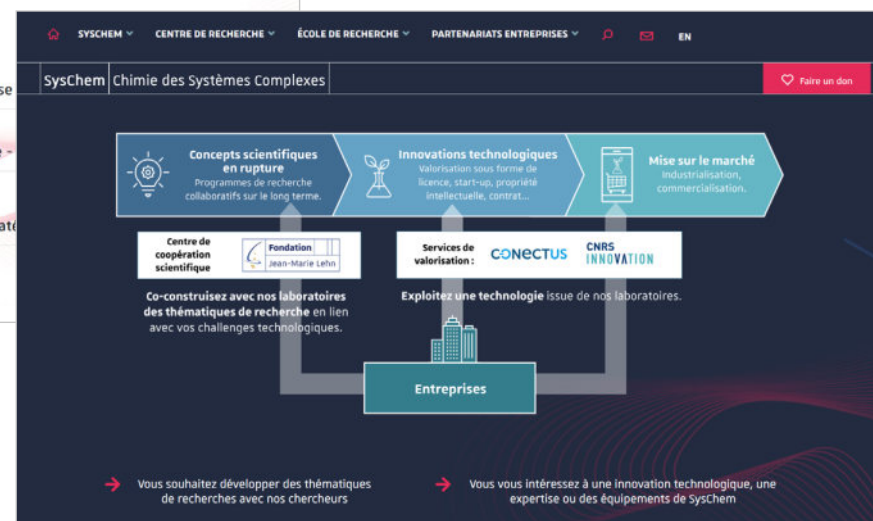 SYSCHEM CENTRE DE RECHERCHE ÉCOLE DE RECHERCHE PARTENARIATS ENTREPRISES EN
SysChem Chimie des Systèmes Complexes
Faire un don
Concepts scientifiques
en rupture
Programmes de recherche
collaboratifs sur le long terme.
Innovations technologiques
Valorisation sous forme de
licence, start-up, propriété
intellectuelle, contrat...
Mise sur le marché
Industrialisation,
commercialisation.
Centre de
coopération
scientifique
Fondation
Jean-Marie Lehn
Services de
valorisation :
CONECTUS
CNRS
INNOVATION
Co-construisez avec nos laboratoires
des thématiques de recherche en lien
avec vos challenges technologiques.
Exploitez une technologie issue de nos laboratoires.
Entreprises
Vous souhaitez développer des thématiques
de recherches avec nos chercheurs
Vous vous intéressez à une innovation technologique, une
expertise ou des équipements de SysChem